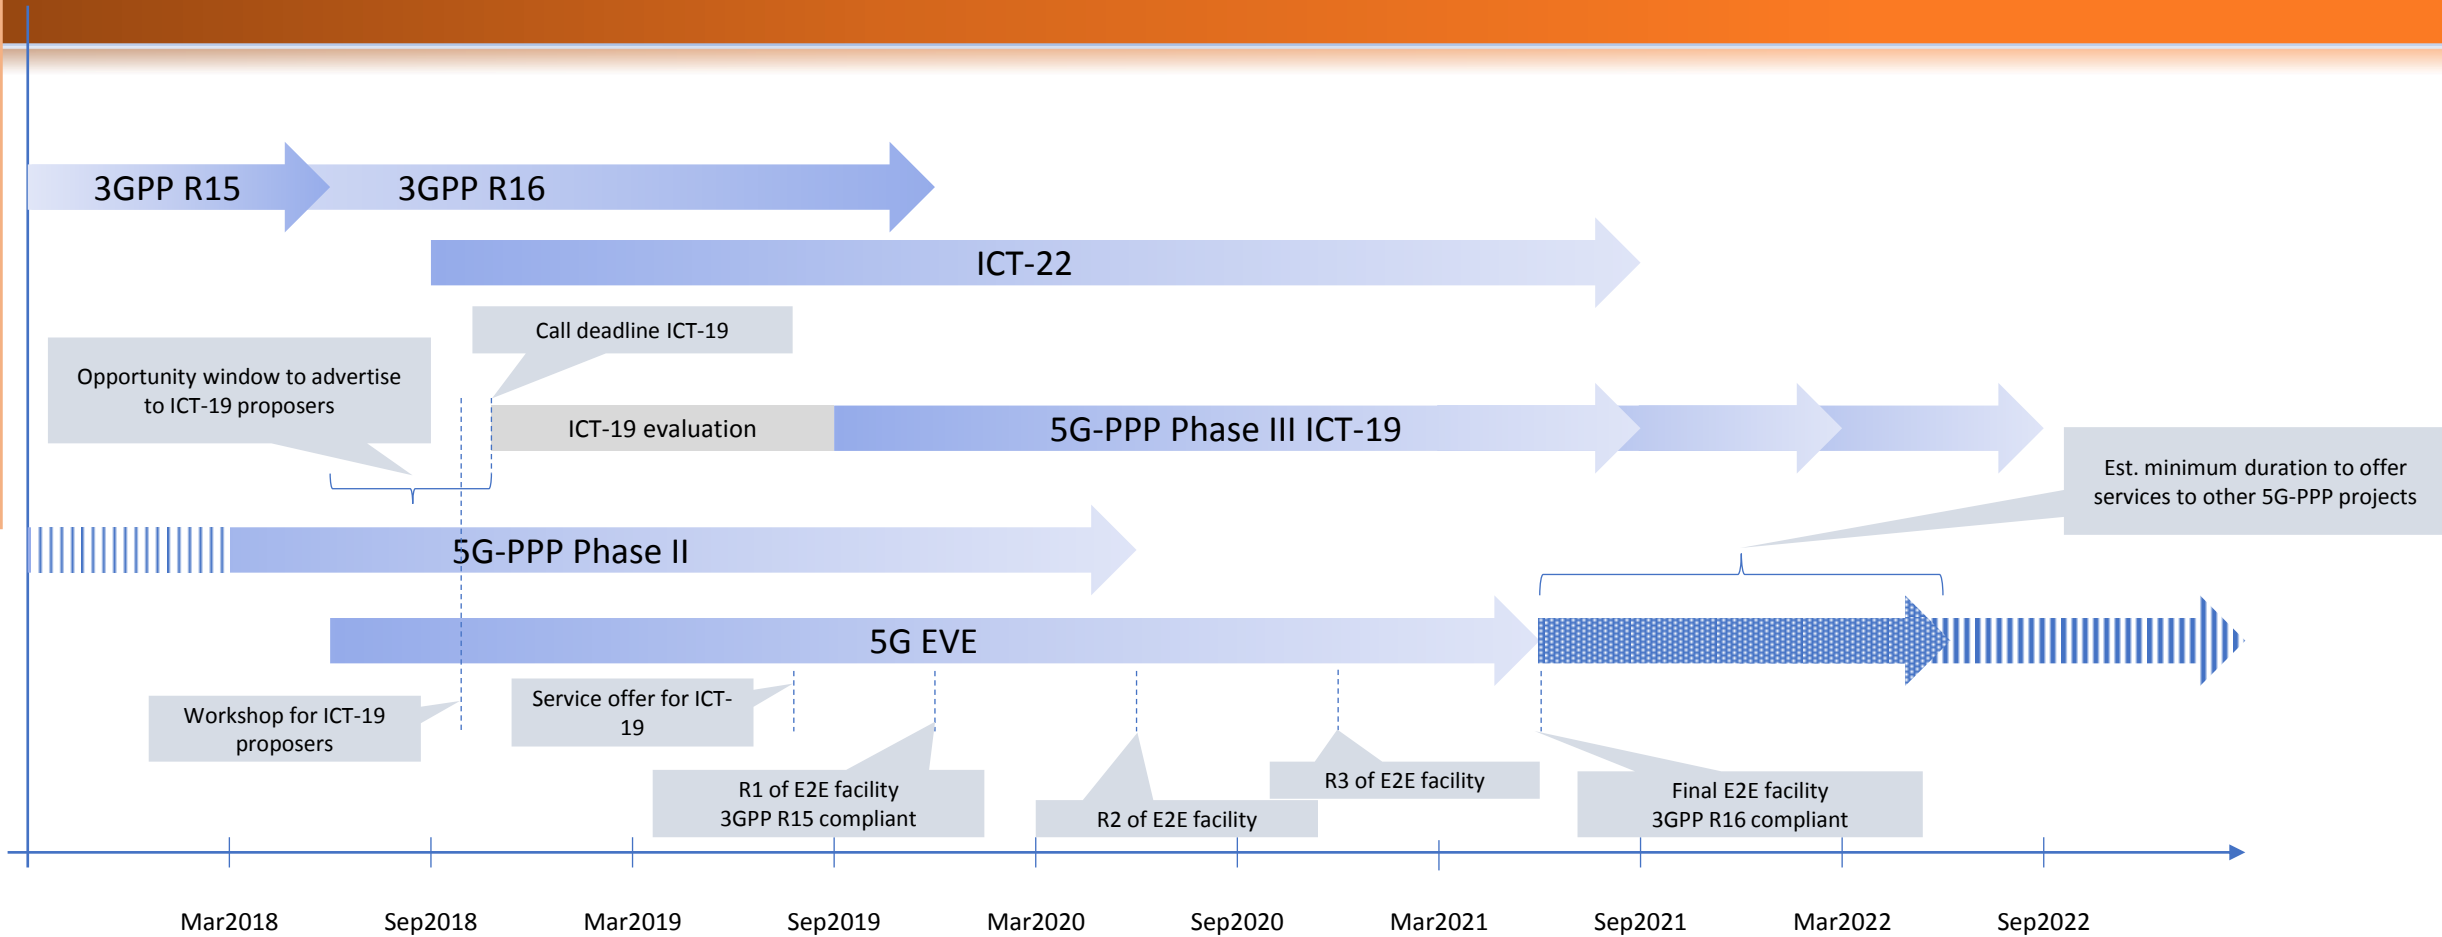 3GPP R15
3GPP R16
ICT-22
Call deadline ICT-19
Opportunity window to advertise
to ICT-19 proposers
ICT-19 evaluation
5G-PPP Phase III ICT-19
Est. minimum duration to offer
services to other 5G-PPP projects
5G-PPP Phase II
5G EVE
Workshop for ICT-19
proposers
Service offer for ICT-
19
R1 of E2E facility
3GPP R15 compliant
R2 of E2E facility
R3 of E2E facility
Final E2E facility
3GPP R16 compliant
Mar2018
Sep2018
Mar2019
Sep2019
Mar2020
Sep2020
Mar2021
Sep2021
Mar2022
Sep2022